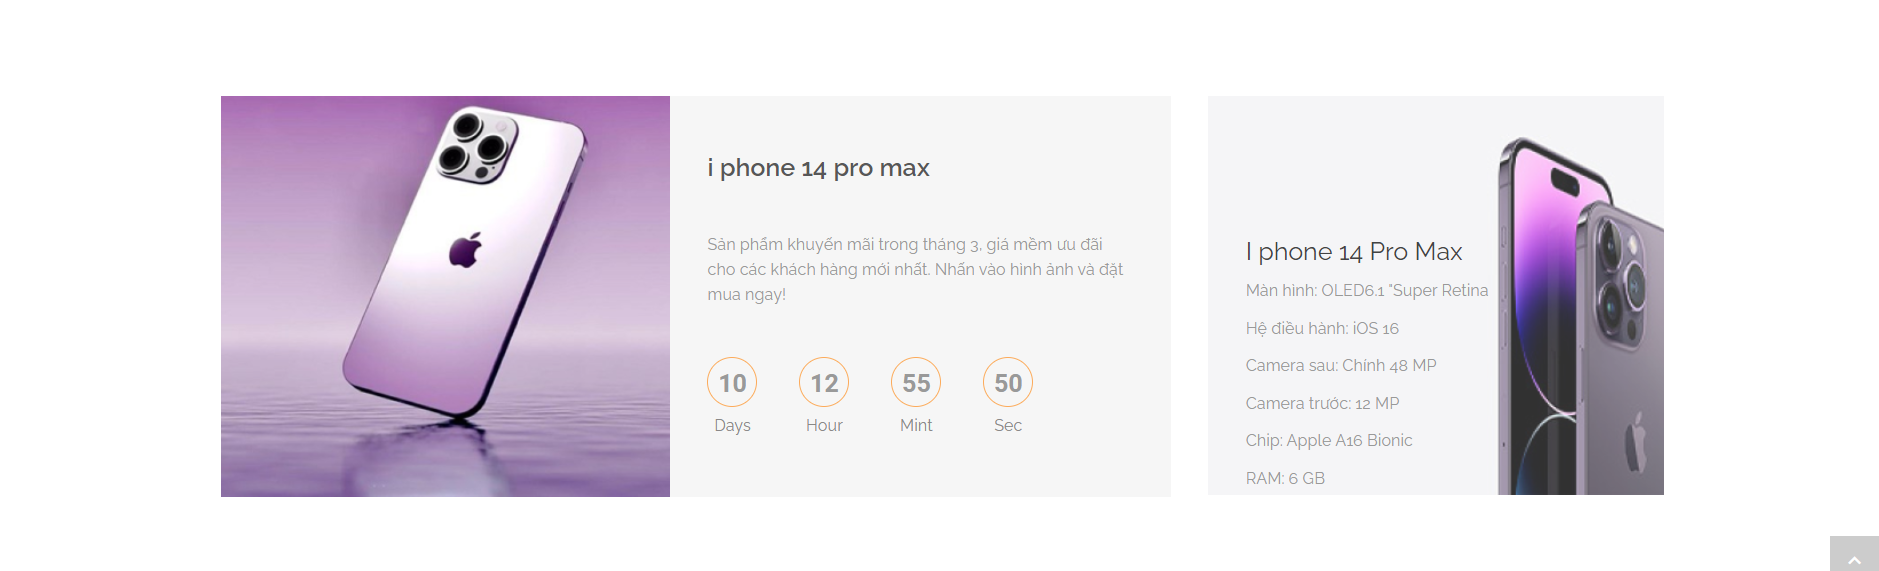 i phone 14 pro max
Sản phẩm khuyến mãi trong tháng 3, giá mềm ưu đãi
cho các khách hàng mới nhất. Nhấn vào hình ảnh và đặt
mua ngay!
10 12 55 50
Days Hour Mint Sec
I phone 14 Pro Max
Màn hình: OLED6.1 "Super Retina
Hệ điều hành: iOS 16
Camera sau: Chính 48 MP
Camera trước: 12 MP
Chip: Apple A16 Bionic
RAM: 6 GB